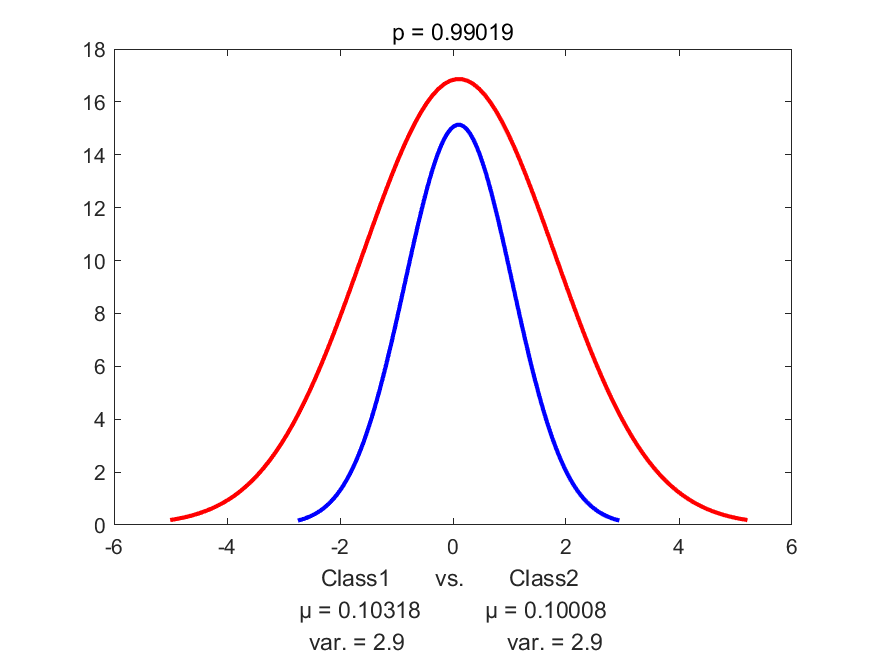 p = 0.99019
18
16
14
12
10
8
6
4
2
0
-6 -4 -2 0 2 4 6
Class1 vs. Class2
μ = 0.10318 μ = 0.10008
var. = 2.9 var. = 2.9